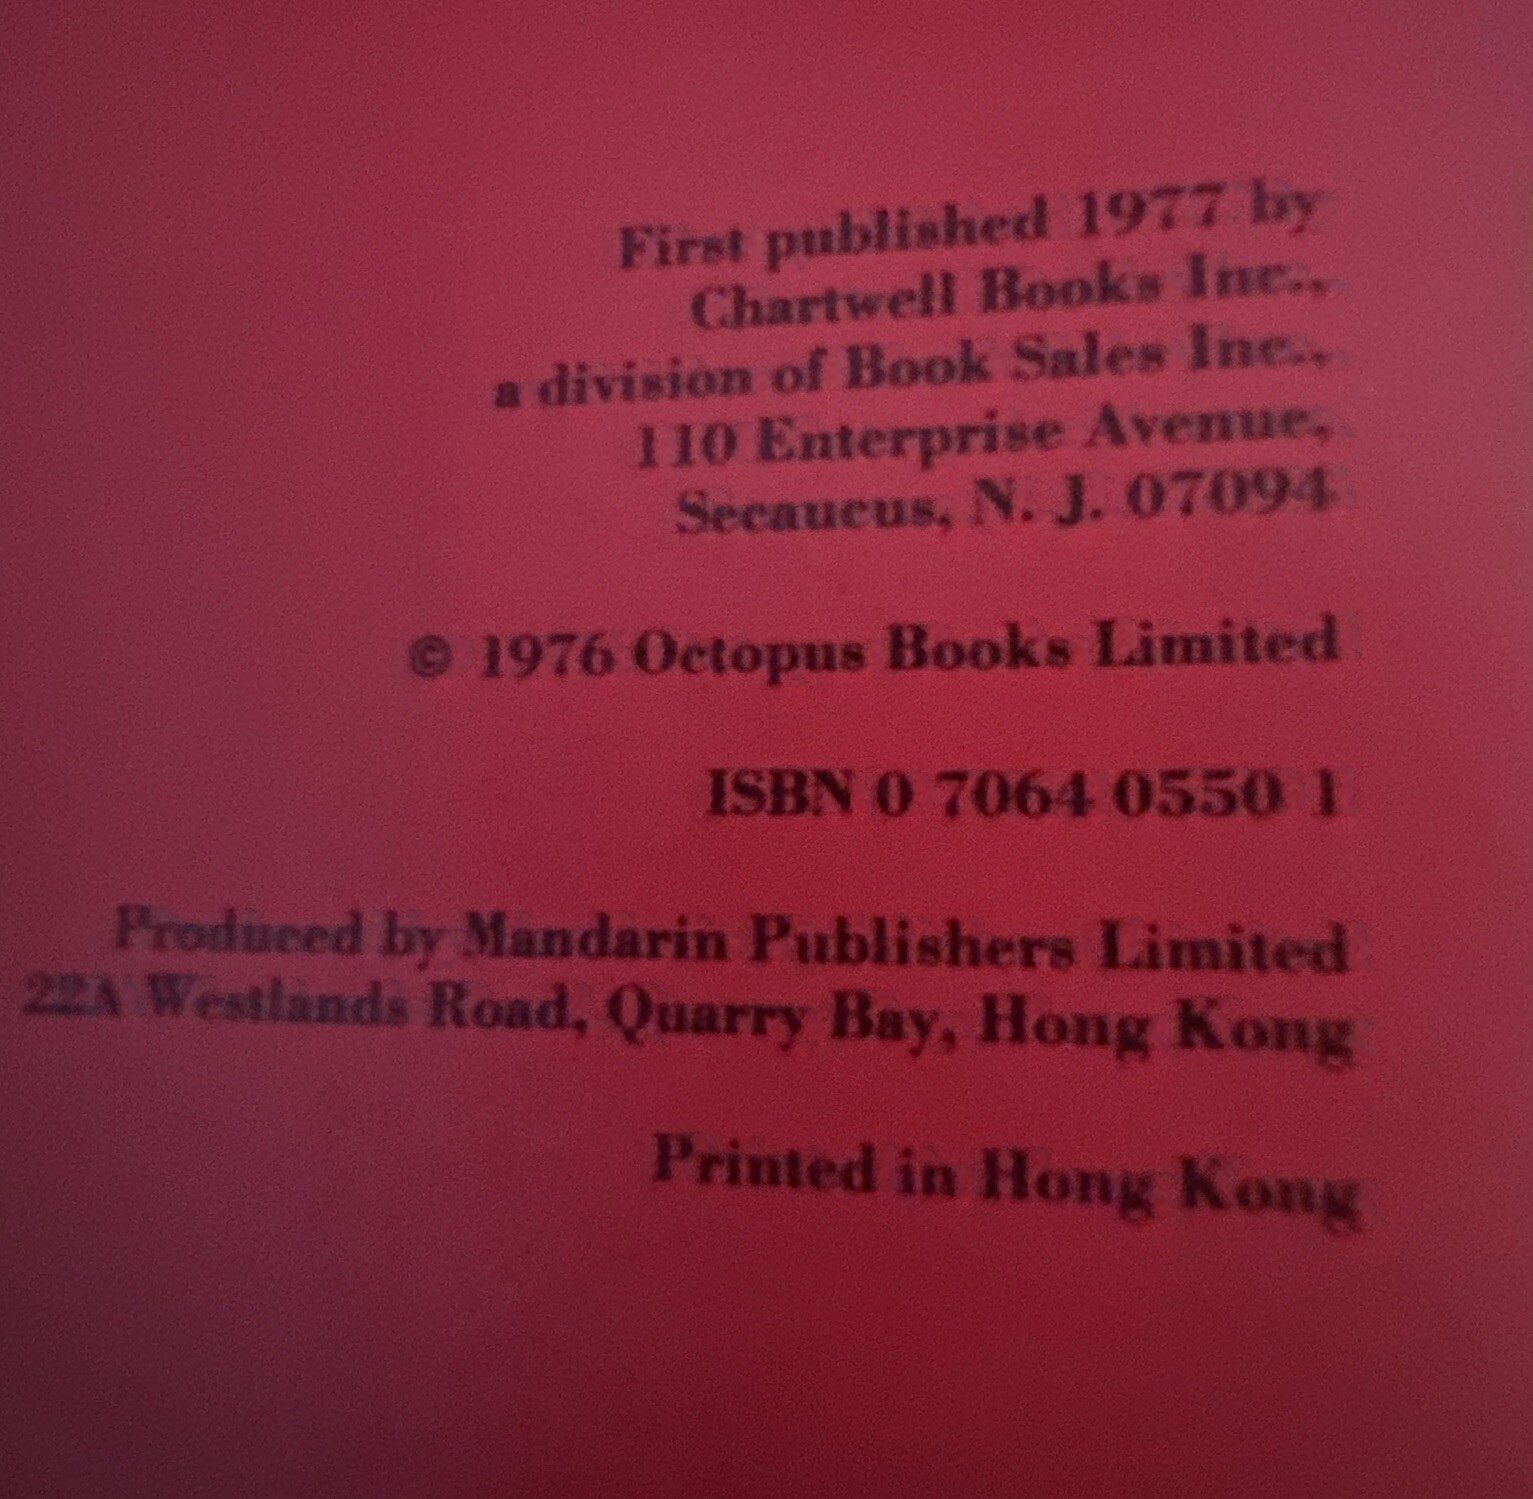 First published 1977 by
Chartwell Books Inc.,
a division of Book Sales Inc.,
110 Enterprise Avenue,
Secaucus, N. J. 07094
© 1976 Octopus Books Limited
ISBN 0 7064 0550 1
Produced by Mandarin Publishers Limited
22A Westlands Road, Quarry Bay, Hong Kong
Printed in Hong Kong